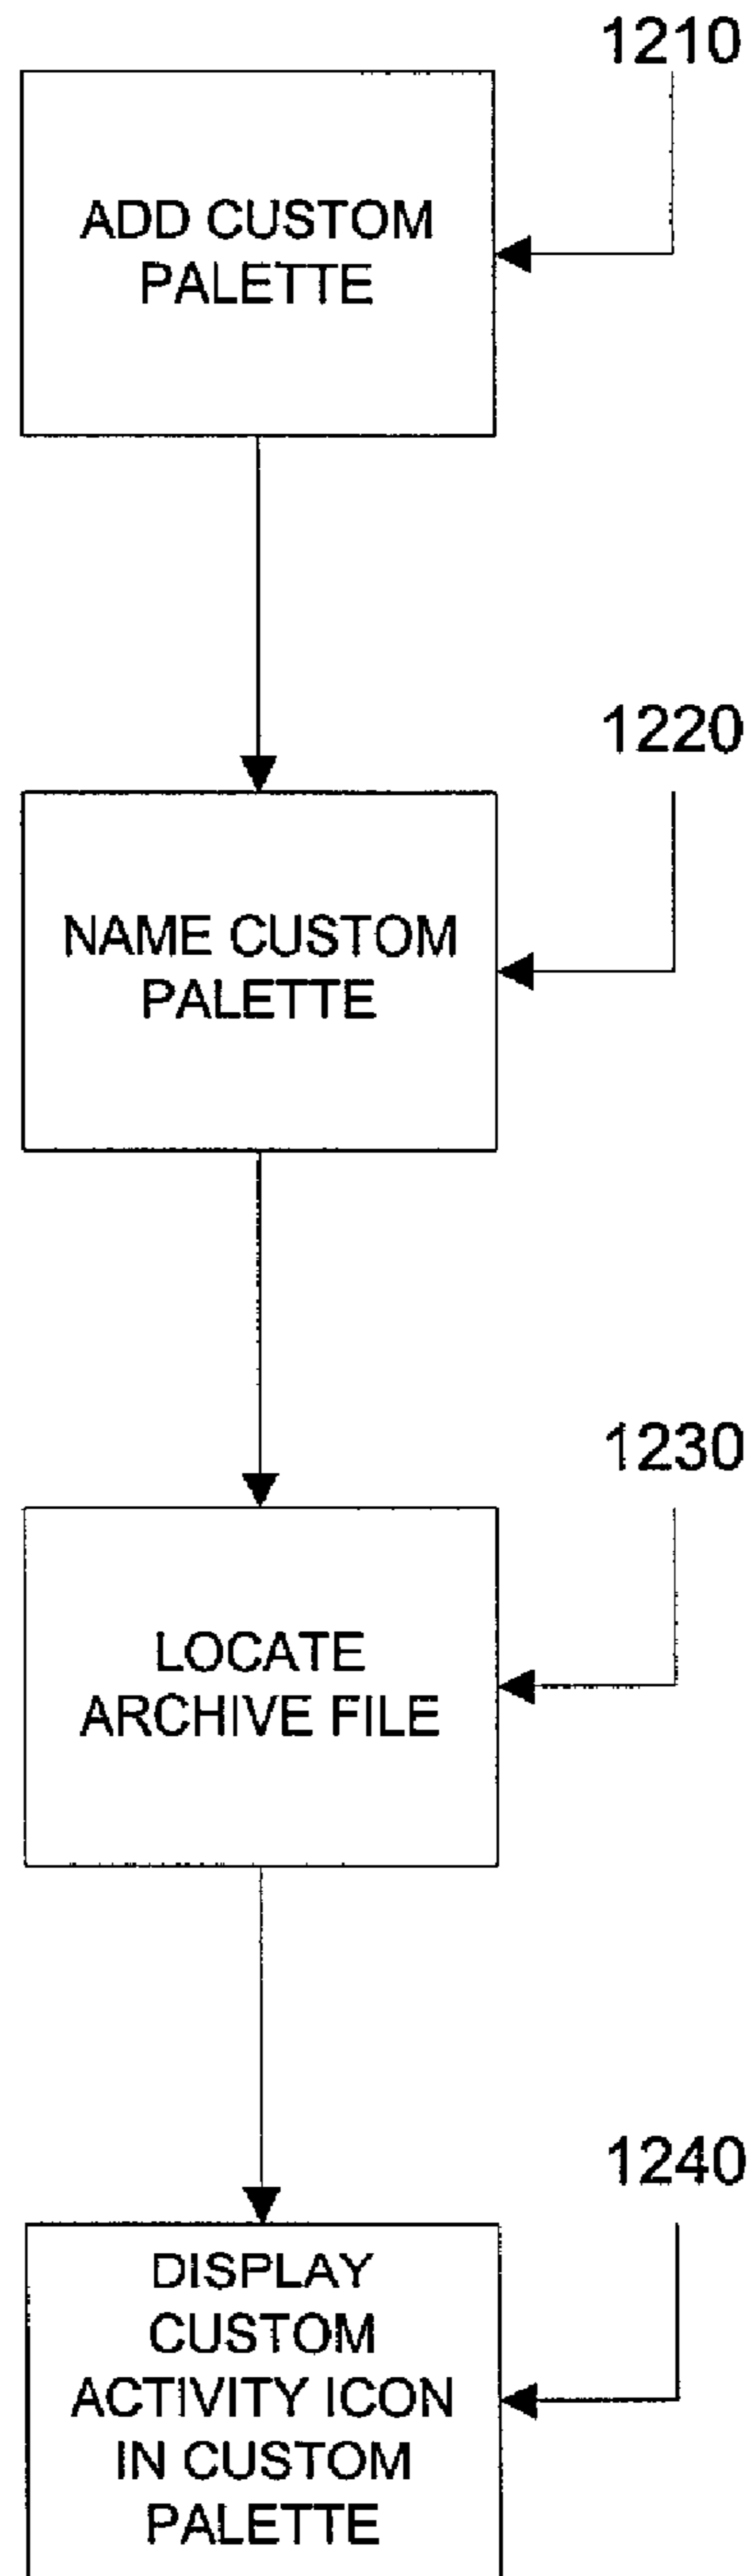 1210
ADD CUSTOM
PALETTE
1220
NAME CUSTOM
PALETTE
1230
LOCATE
ARCHIVE FILE
1240
DISPLAY
CUSTOM
ACTIVITY ICON
IN CUSTOM
PALETTE